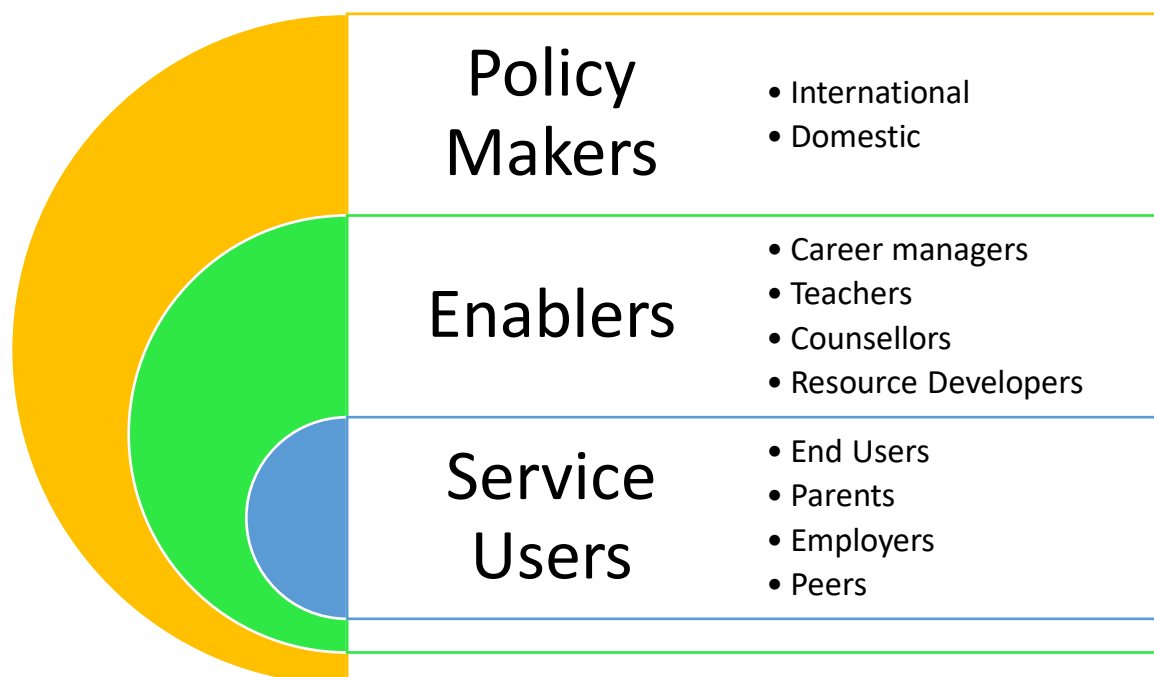 Policy
Makers
• International
• Domestic
Enablers
• Career managers
• Teachers
• Counsellors
• Resource Developers
Service
Users
• End Users
• Parents
• Employers
• Peers